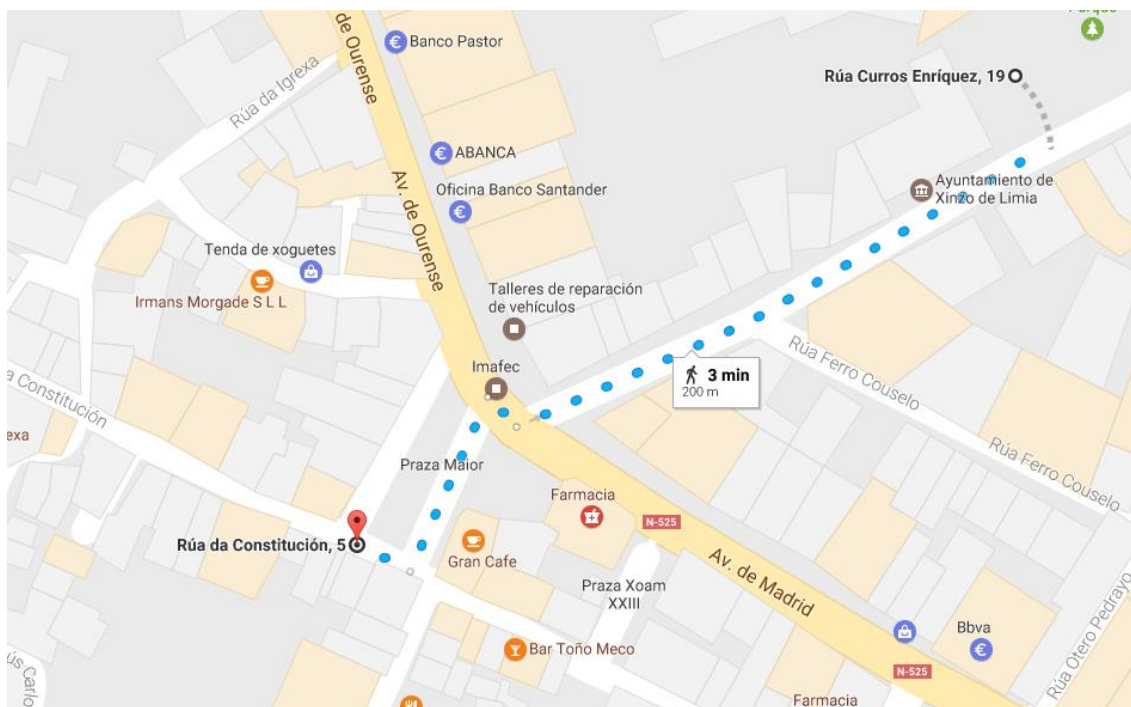 Parque
de Ourense
Banco Pastor
Rúa da Igrexa
Rúa Curros Enríquez, 19
ABANCA
Av. de Ourense
Oficina Banco Santander
Ayuntamiento de
Xinzo de Limia
Tenda de xoguetes
Irmans Morgade S L L
Talleres de reparación
de vehículos
Rúa Ferro Couselo
Imafec
3 min
200 m
a Constitución
exa
Praza Maior
Rúa Ferro Couselo
Farmacia
N-525
Rúa da Constitución, 5
Gran Cafe
Av. de Madrid
Praza Xoam
XXIII
Bar Toño Meco
Bbva
Rúa Otero Pedrayo
N-525
ús Carlo
Farmacia